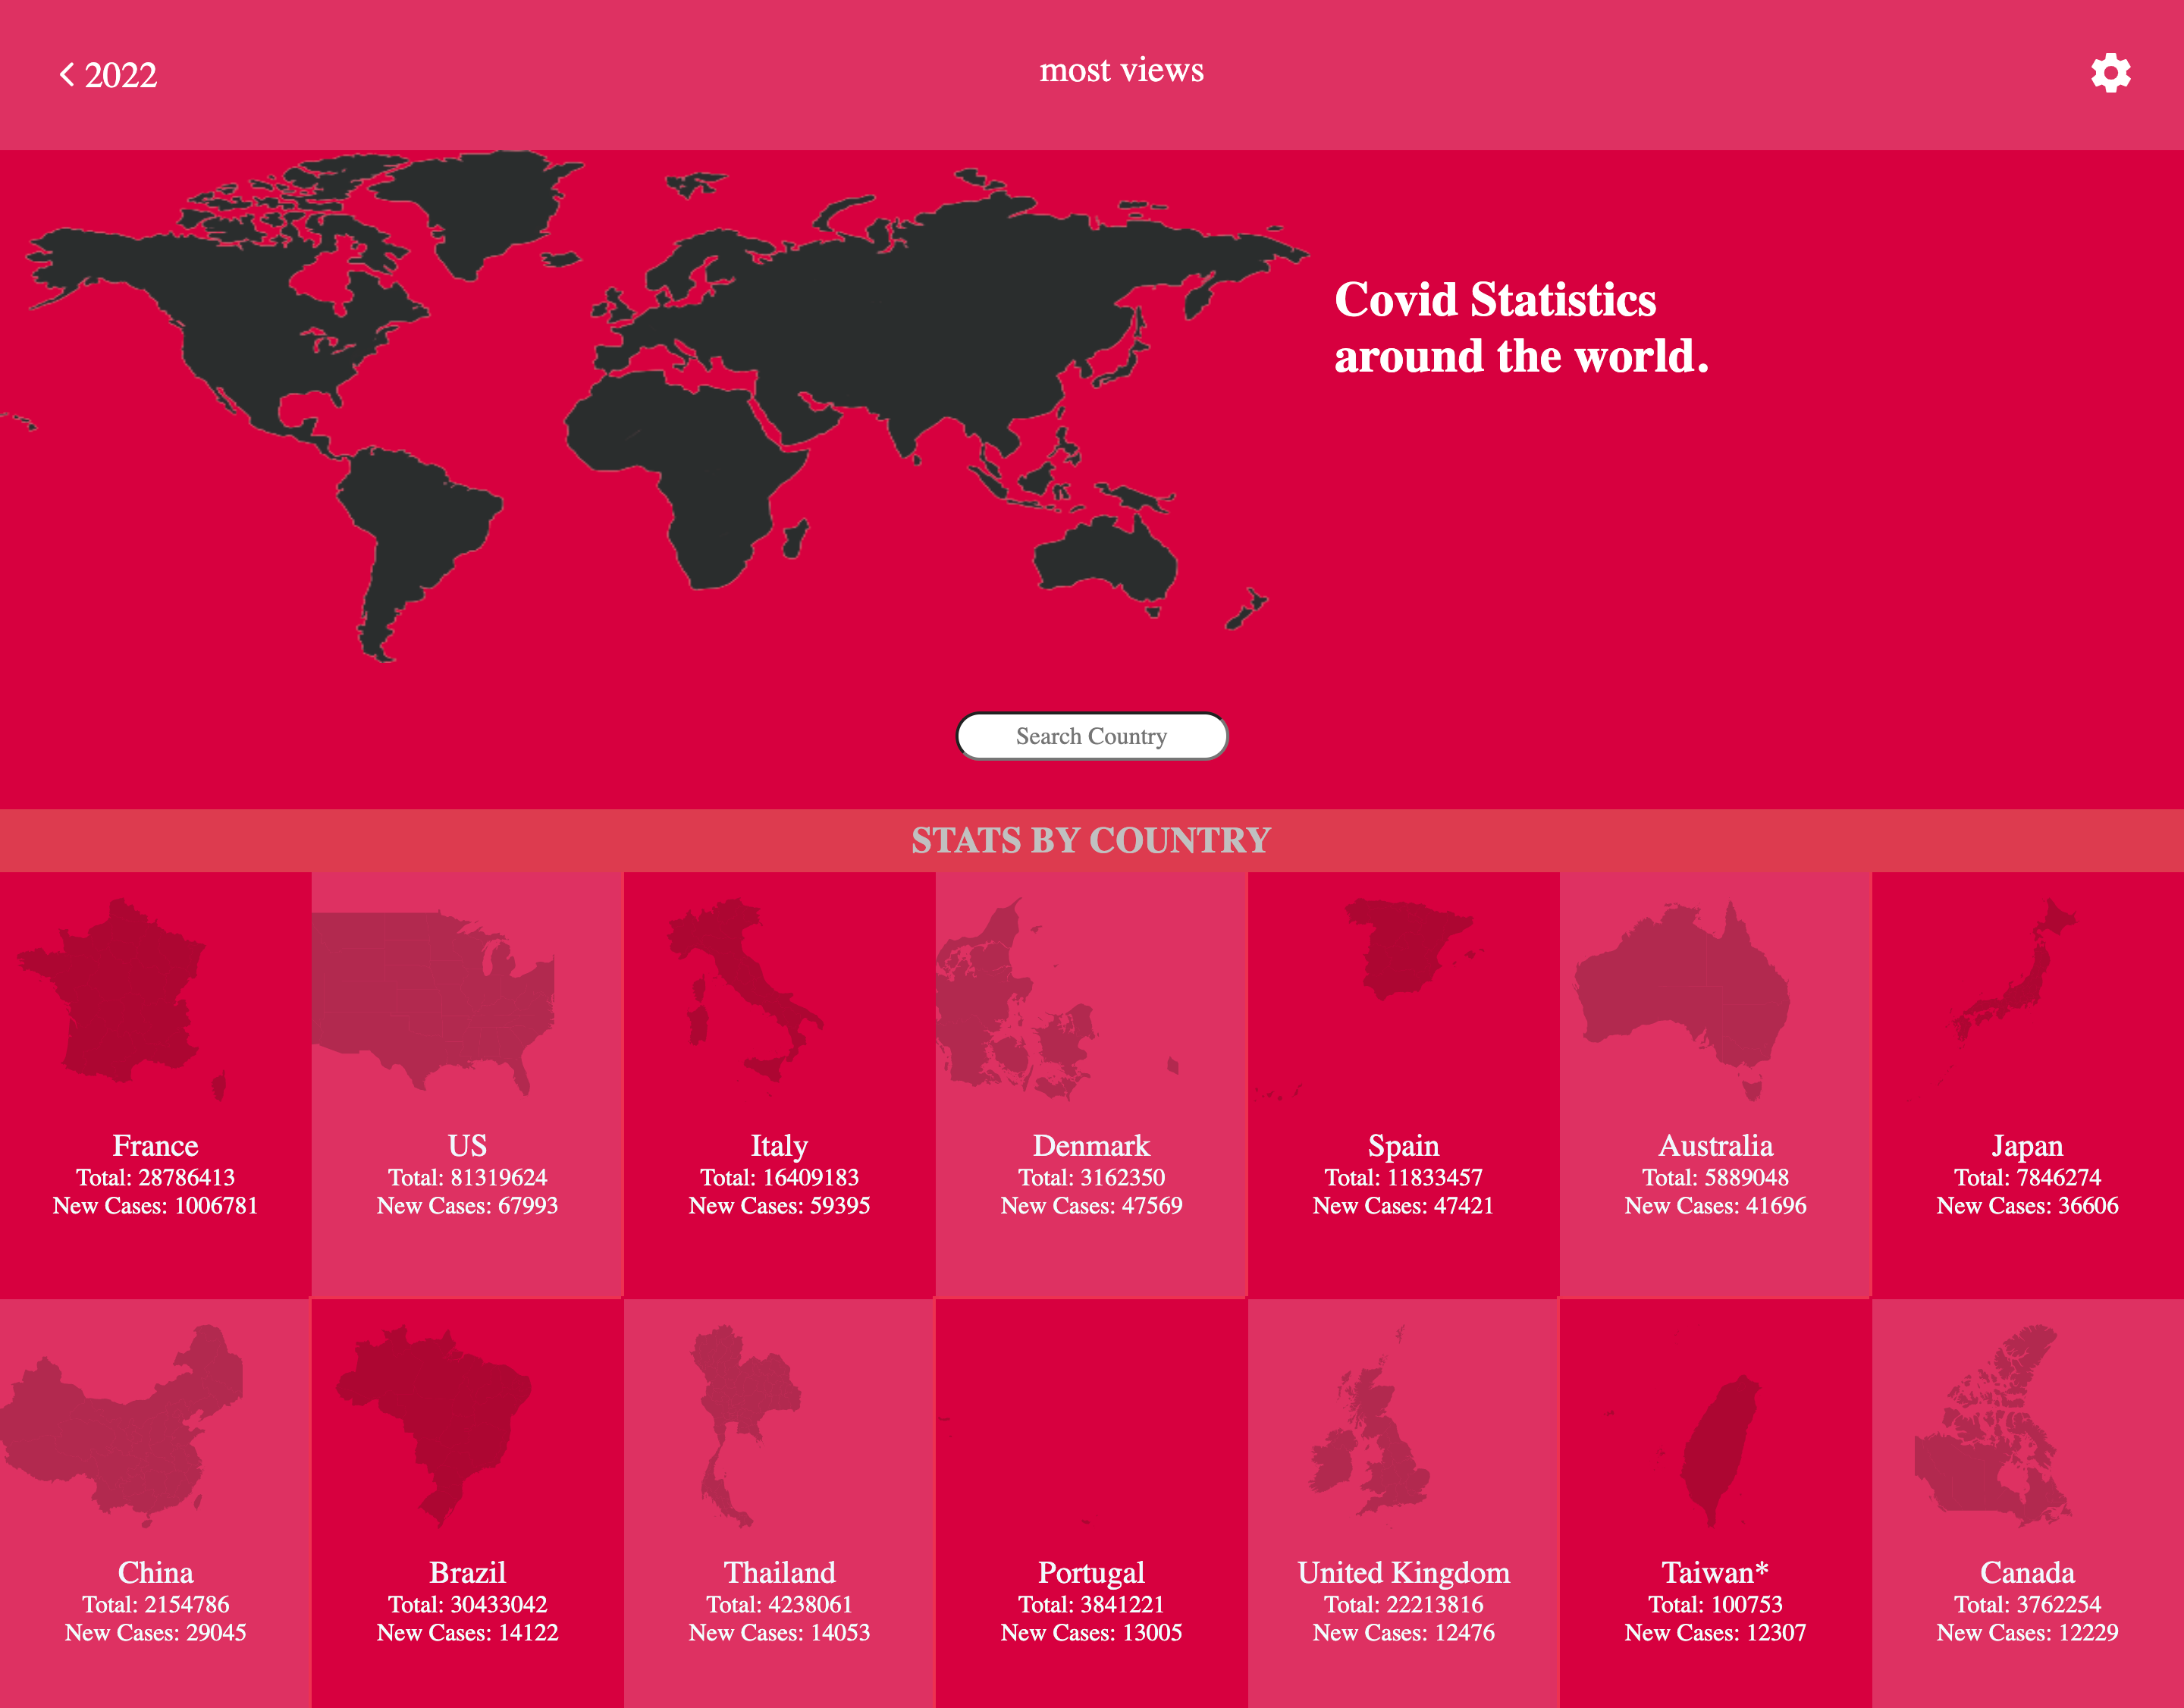 2022
most views
Covid Statistics
around the world.
Search Country
STATS BY COUNTRY
France
Total: 28786413
New Cases: 1006781
US
Total: 81319624
New Cases: 67993
Italy
Total: 16409183
New Cases: 59395
Denmark
Total: 3162350
New Cases: 47569
Spain
Total: 11833457
New Cases: 47421
Australia
Total: 5889048
New Cases: 41696
Japan
Total: 7846274
New Cases: 36606
China
Total: 2154786
New Cases: 29045
Brazil
Total: 30433042
New Cases: 14122
Thailand
Total: 4238061
New Cases: 14053
Portugal
Total: 3841221
New Cases: 13005
United Kingdom
Total: 22213816
New Cases: 12476
Taiwan*
Total: 100753
New Cases: 12307
Canada
Total: 3762254
New Cases: 12229